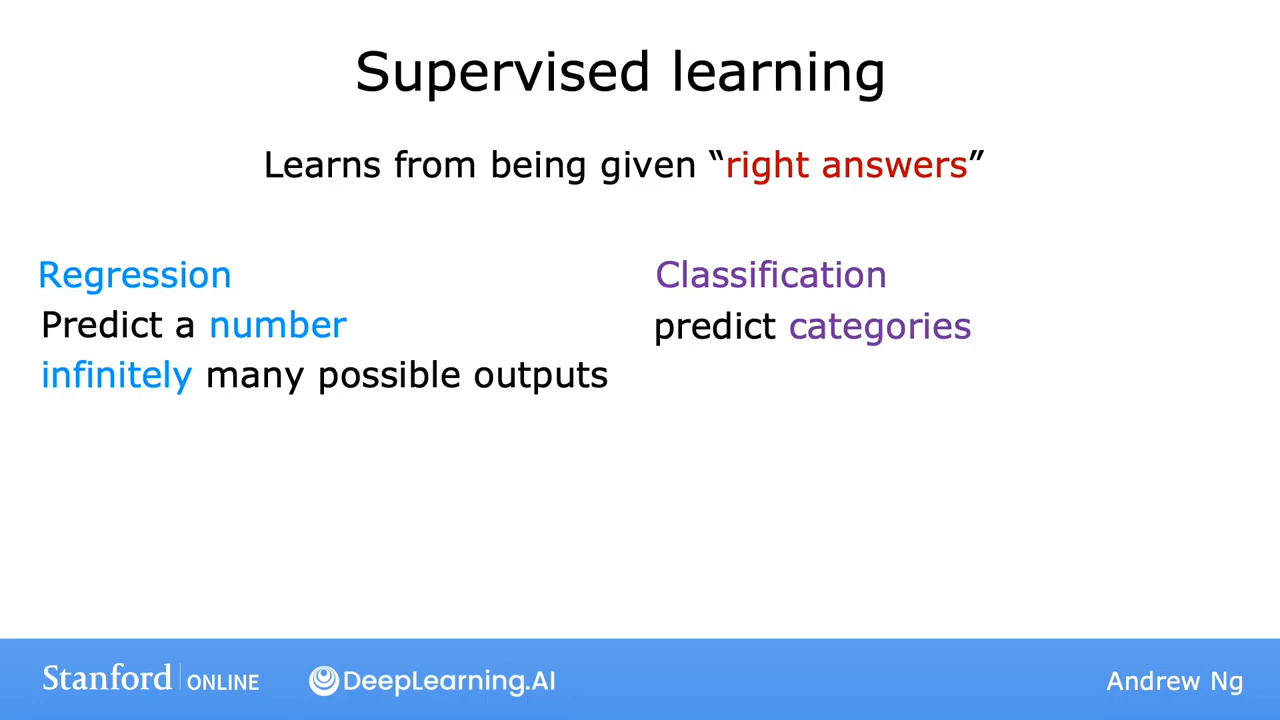 Supervised learning
Learns from being given “right answers”
Regression
Predict a number
infinitely many possible outputs
Classification
predict categories
Stanford ONLINE
DeepLearning.AI
Andrew Ng